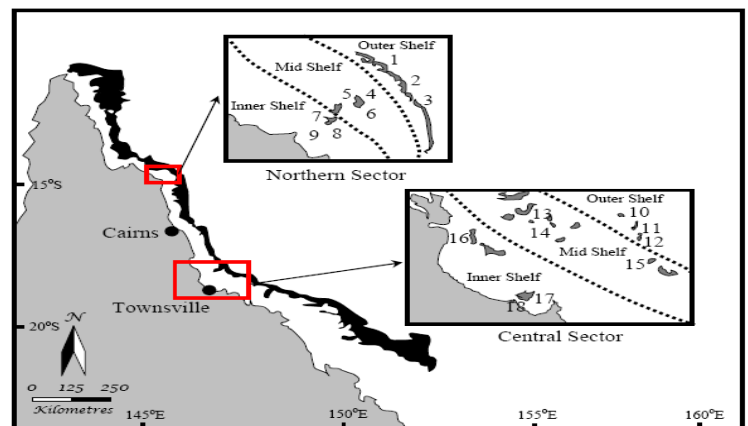 Outer Shelf
1
Mid Shelf
2
5 4 3
Inner Shelf
7 6
9 8
Northern Sector
15°S
Outer Shelf
10
13
11
14
12
16
Mid Shelf
15
Inner Shelf
17
18
Central Sector
Cairns
Townsville
N
20°S
0 125 250
Kilometres
145°E 150°E 155°E 160°E